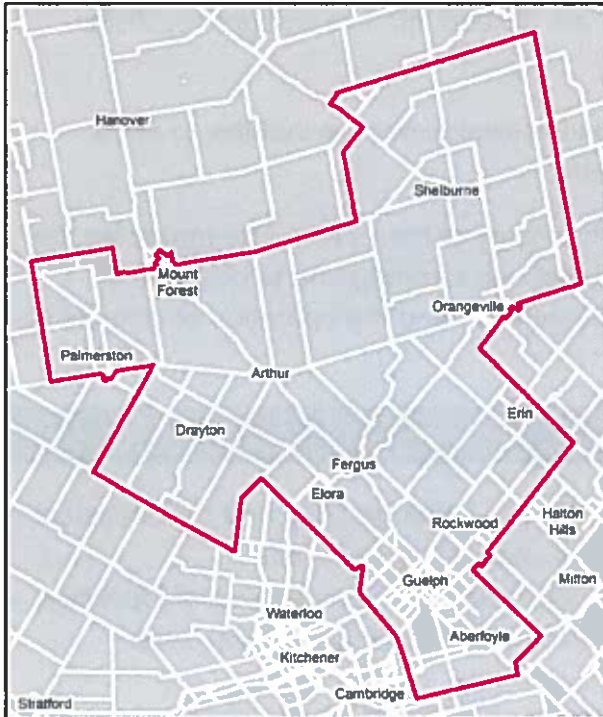 Hanover
Shelburne
Mount
Forest
Orangeville
Palmerston
Arthur
Erin
Drayton
Fergus
Elora
Rockwood
Halton
Hills
Guelph
Milton
Waterloo
Aberfoyle
Kitchener
Cambridge
Stratford